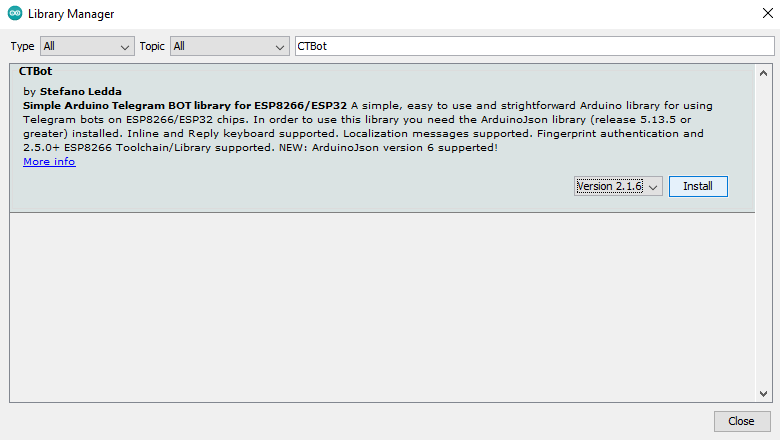 Library Manager
Type All Topic All CTBot
CTBot
by Stefano Ledda
Simple Arduino Telegram BOT library for ESP8266/ESP32 A simple, easy to use and strightforward Arduino library for using
Telegram bots on ESP8266/ESP32 chips. In order to use this library you need the ArduinoJson library (release 5.13.5 or
greater) installed. Inline and Reply keyboard supported. Localization messages supported. Fingerprint authentication and
2.5.0+ ESP8266 Toolchain/Library supported. NEW: ArduinoJson version 6 supperted!
More info
Version 2.1.6 Install
Close